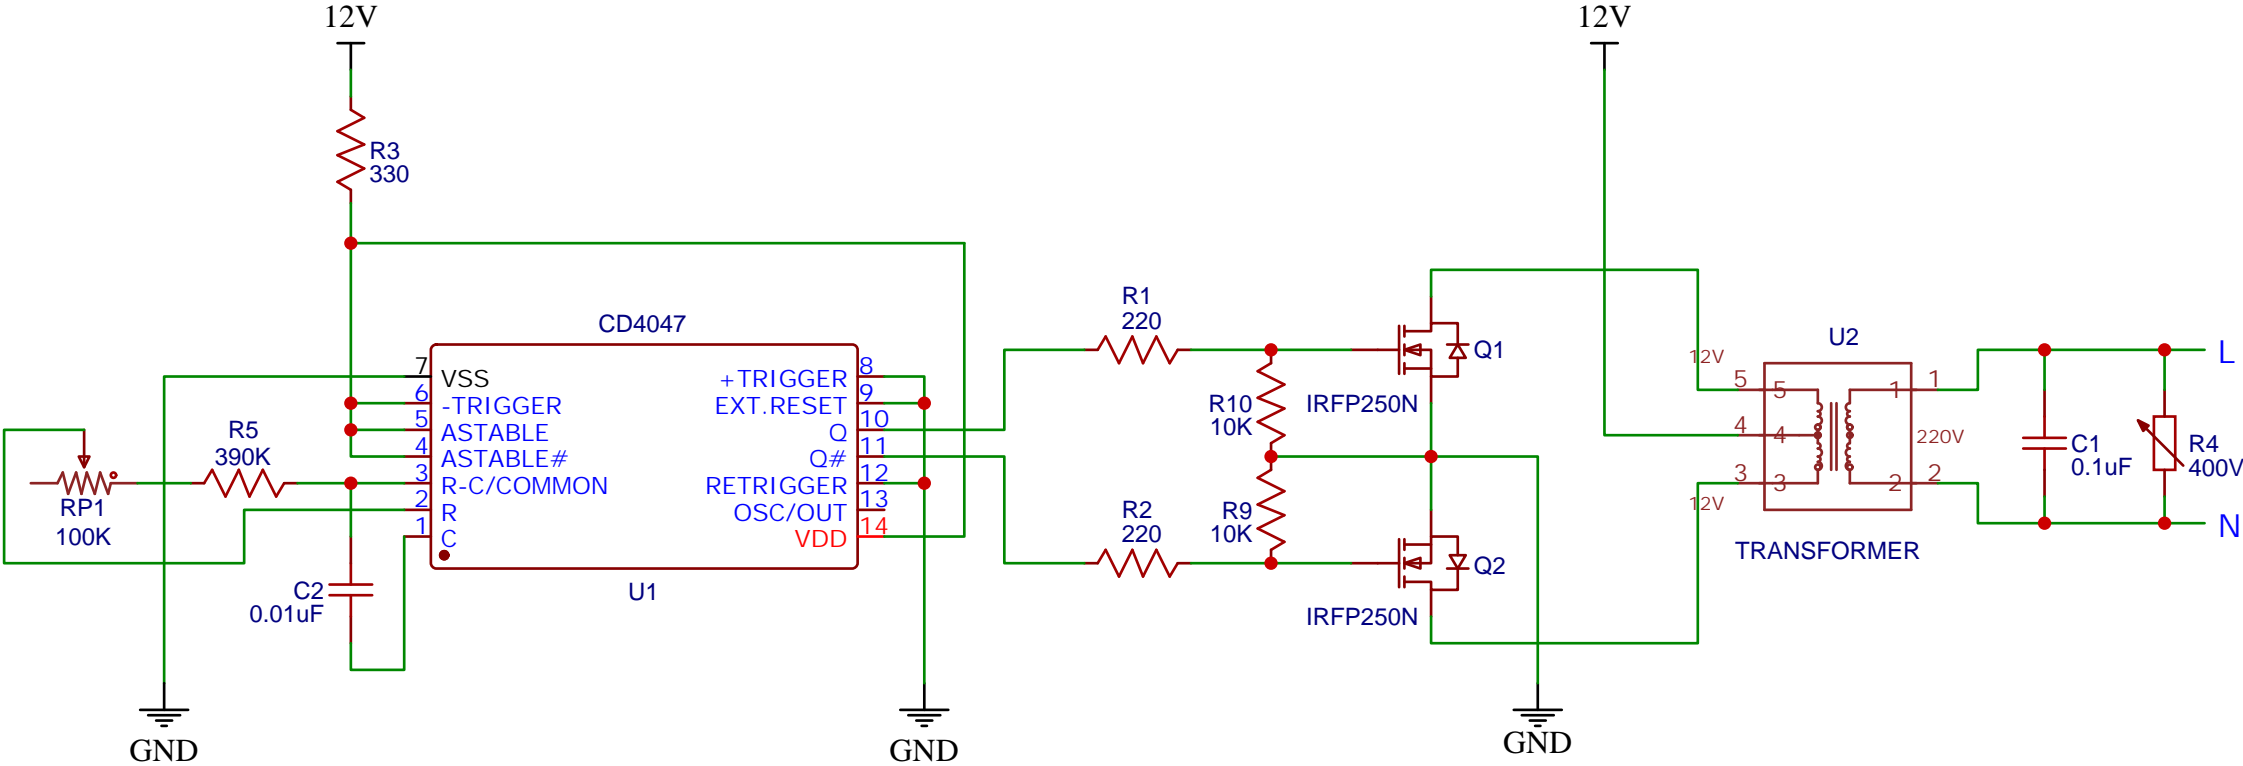 12V
12V
R3
330
CD4047
7
VSS
6
-TRIGGER
5
ASTABLE
4
ASTABLE#
3
R-C/COMMON
2
R
1
C
8
+TRIGGER
9
EXT.RESET
10
Q
11
Q#
12
RETRIGGER
13
OSC/OUT
14
VDD
U1
R5
390K
RP1
100K
C2
0.01uF
GND
GND
R1
220
R2
220
R10
10K
R9
10K
Q1
IRFP250N
Q2
IRFP250N
GND
U2
12V
5
5
4
4
3
3
12V
1
1
2
2
220V
TRANSFORMER
C1
0.1uF
R4
400V
L
N